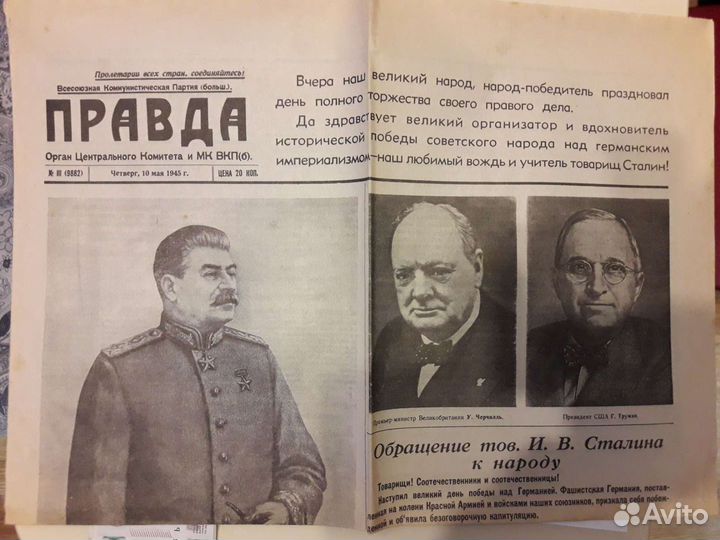 Пролетарии всех стран, соединяйтесь!
Всесоюзная Коммунистическая Партия (больш.).
ПРАВДА
Орган Центрального Комитета и МК ВКП(б).
№ III (9882) Четверг, 10 мая 1945 г. ЦЕНА 20 КОП.
Вчера наш великий народ, народ-победитель праздновал
день полного торжества своего правого дела.
Да здравствует великий организатор и вдохновитель
исторической победы советского народа над германским
империализмом—наш любимый вождь и учитель товарищ Сталин!
Премьер-министр Великобритании У. Черчилль.
Президент США Г. Трумэн.
Обращение тов. И. В. Сталина
к народу
Товарищи! Соотечественники и соотечественницы!
Наступил великий день победы над Германией. Фашистская Германия, постав-
ленная на колени Красной Армией и войсками наших союзников, признала себя побеж-
денной и об'явила безоговорочную капитуляцию.
Avito